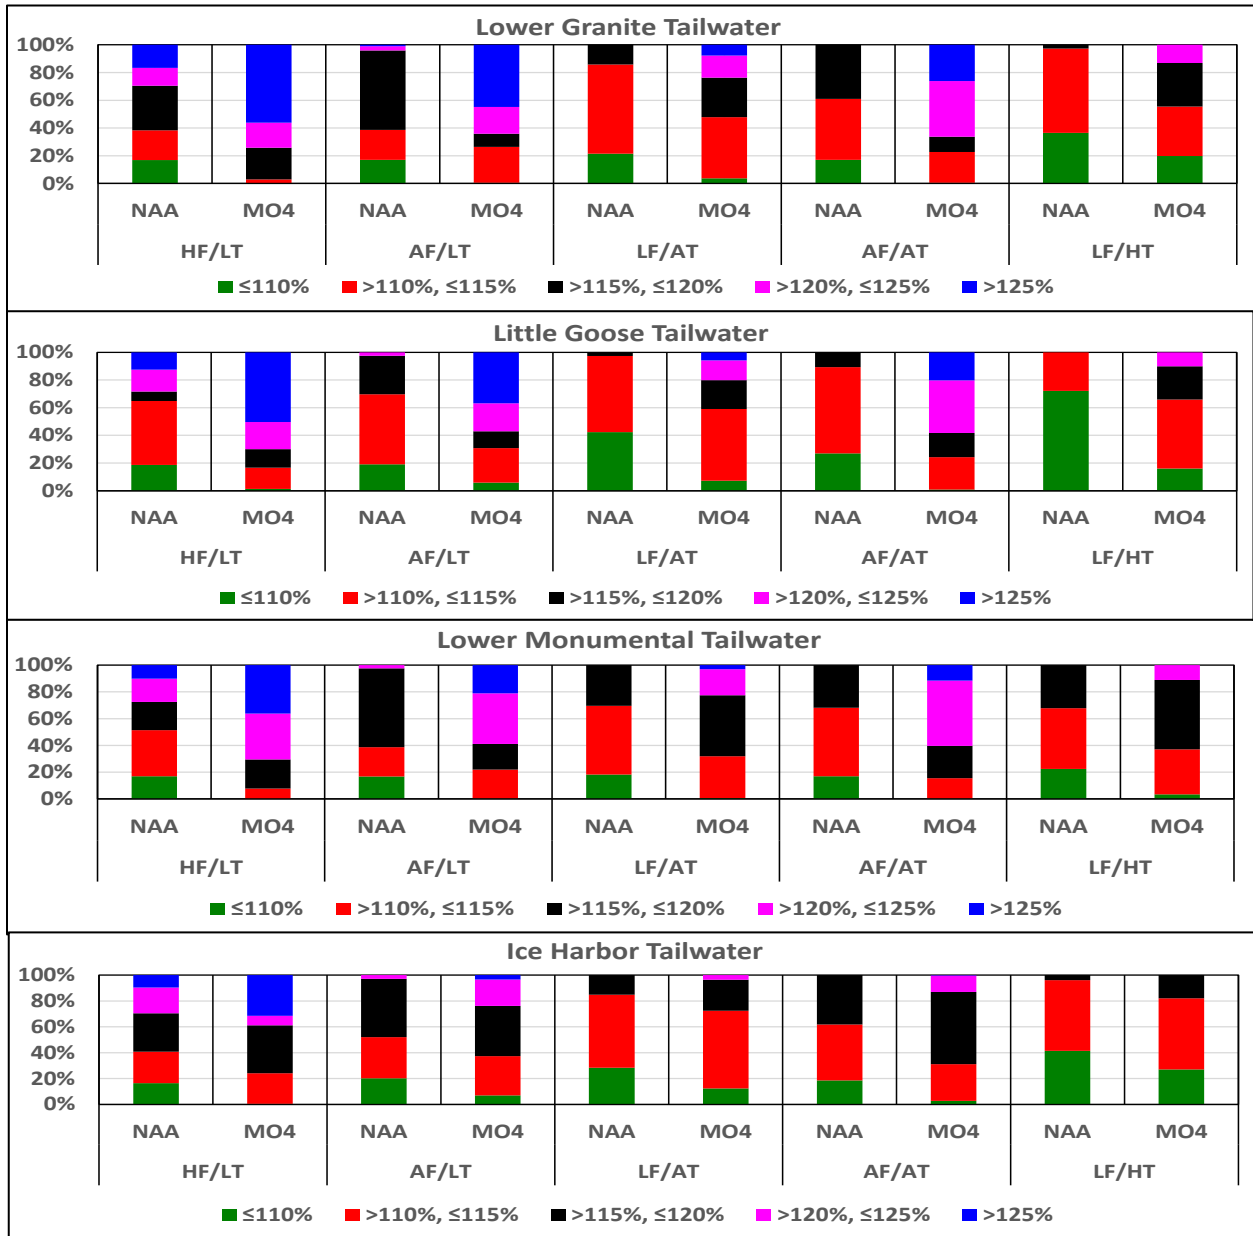 Lower Granite Tailwater
100%
80%
60%
40%
20%
0%
NAA MO4 NAA MO4 NAA MO4 NAA MO4 NAA MO4
HF/LT AF/LT LF/AT AF/AT LF/HT
≤110% >110%, ≤115% >115%, ≤120% >120%, ≤125% >125%
Little Goose Tailwater
100%
80%
60%
40%
20%
0%
NAA MO4 NAA MO4 NAA MO4 NAA MO4 NAA MO4
HF/LT AF/LT LF/AT AF/AT LF/HT
≤110% >110%, ≤115% >115%, ≤120% >120%, ≤125% >125%
Lower Monumental Tailwater
100%
80%
60%
40%
20%
0%
NAA MO4 NAA MO4 NAA MO4 NAA MO4 NAA MO4
HF/LT AF/LT LF/AT AF/AT LF/HT
≤110% >110%, ≤115% >115%, ≤120% >120%, ≤125% >125%
Ice Harbor Tailwater
100%
80%
60%
40%
20%
0%
NAA MO4 NAA MO4 NAA MO4 NAA MO4 NAA MO4
HF/LT AF/LT LF/AT AF/AT LF/HT
≤110% >110%, ≤115% >115%, ≤120% >120%, ≤125% >125%